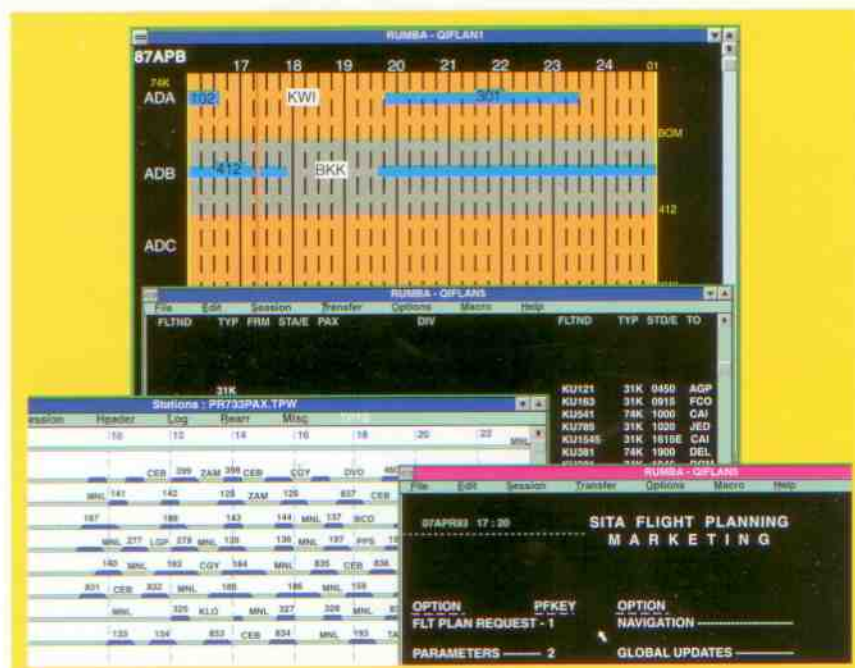 RUMBA - QIFLAN1
87APB
17 18 19 20 21 22 23 24 01
74K
ADA 102 KWI 301
BOM
ADB 412 BKK
412
ADC
RUMBA - QIFLAN5
File Edit Session Transfer Options Macro Help
FLTND TYP FRM STA/E PAX DIV FLTND TYP STD/E TO
31K
KU121 31K 0450 AGP
KU163 31K 0915 FCO
KU541 74K 1000 CAI
KU785 31K 1020 JED
KU1545 31K 1615E CAI
KU381 74K 1900 DEL
Stations : PR733PAX.TPW
ession Header Log Rearr Misc
10 12 14 16 18 20 22 MNL
CEB 399 ZAM 398 CEB CGY DVO
MNL 141 142 125 ZAM 126 837 CEB
187 188 143 144 MNL 137 BCD
MNL 277 LGP 278 MNL 135 136 MNL 197 PPS
140 MNL 183 CGY 184 MNL 835 CEB 836
831 CEB 832 MNL 185 186 MNL 159
MNL 325 KLO MNL 327 328 MNL
133 134 833 CEB 834 MNL 193
RUMBA - QIFLAN5
File Edit Session Transfer Options Macro Help
07APR93 17:20 SITA FLIGHT PLANNING
MARKETING
OPTION PFKEY OPTION
FLT PLAN REQUEST - 1 NAVIGATION
PARAMETERS 2 GLOBAL UPDATES